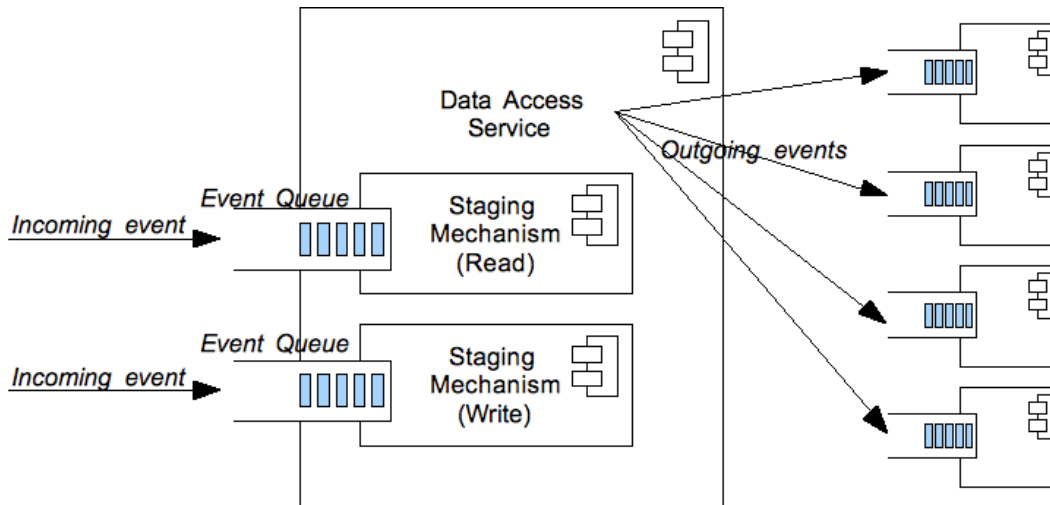 Data Access
Service
Outgoing events
Event Queue
Incoming event
Staging
Mechanism
(Read)
Event Queue
Incoming event
Staging
Mechanism
(Write)